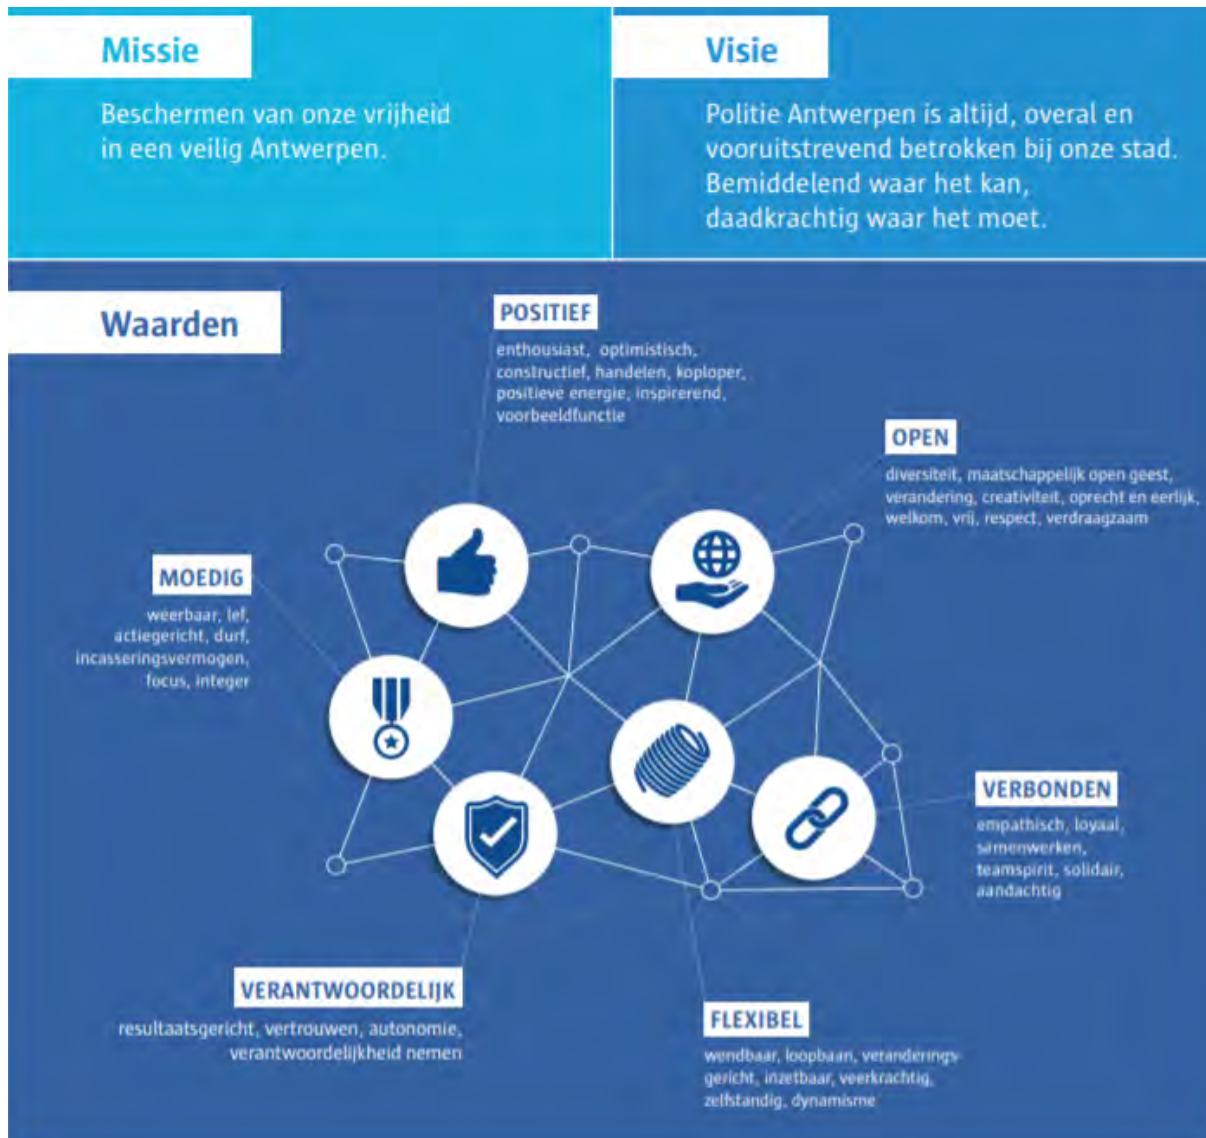 Missie
Beschermen van onze vrijheid
in een veilig Antwerpen.
Visie
Politie Antwerpen is altijd, overal en
vooruitstrevend betrokken bij onze stad.
Bemiddelend waar het kan,
daadkrachtig waar het moet.
Waarden
POSITIEF
enthousiast, optimistisch,
constructief, handelen, koploper,
positieve energie, inspirerend,
voorbeeldfunctie
OPEN
diversiteit, maatschappelijk open geest,
verandering, creativiteit, oprecht en eerlijk,
welkom, vrij, respect, verdraagzaam
MOEDIG
weerbaar, lef,
actiegericht, durf,
incasseringsvermogen,
focus, integer
VERBONDEN
empathisch, loyaal,
samenwerken,
teamspirit, solidair,
aandachtig
VERANTWOORDELIJK
resultaatsgericht, vertrouwen, autonomie,
verantwoordelijkheid nemen
FLEXIBEL
wendbaar, loopbaan, veranderings-
gericht, inzetbaar, veerkrachtig,
zelfstandig, dynamisme